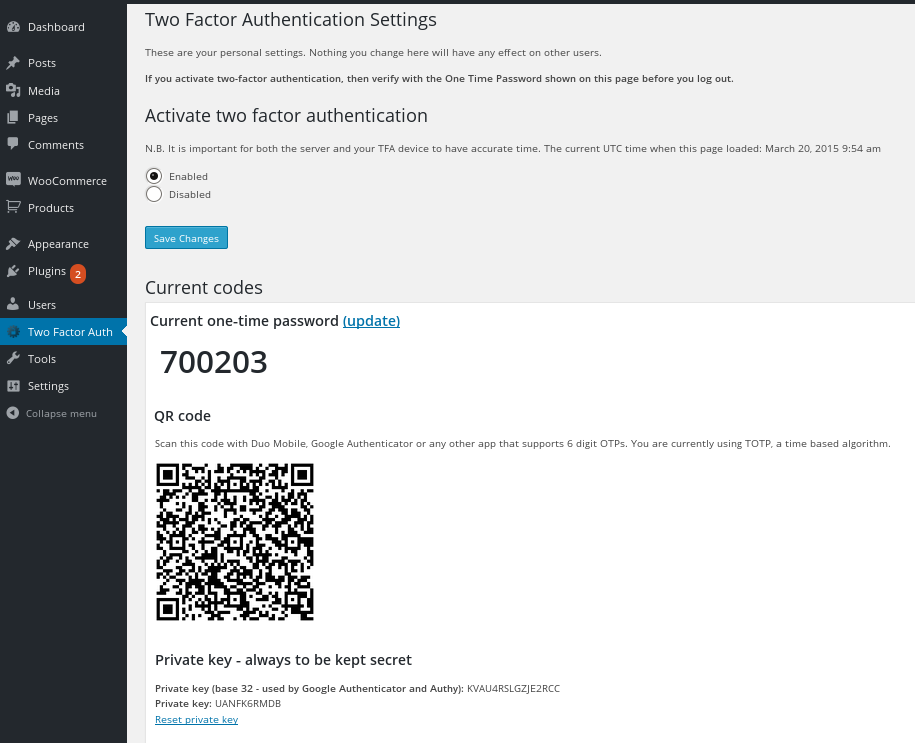 Dashboard
Posts
Media
Pages
Comments
WooCommerce
Products
Appearance
Plugins 2
Users
Two Factor Auth
Tools
Settings
Collapse menu
Two Factor Authentication Settings
These are your personal settings. Nothing you change here will have any effect on other users.
If you activate two-factor authentication, then verify with the One Time Password shown on this page before you log out.
Activate two factor authentication
N.B. It is important for both the server and your TFA device to have accurate time. The current UTC time when this page loaded: March 20, 2015 9:54 am
Enabled
Disabled
Save Changes
Current codes
Current one-time password (update)
700203
QR code
Scan this code with Duo Mobile, Google Authenticator or any other app that supports 6 digit OTPs. You are currently using TOTP, a time based algorithm.
Private key - always to be kept secret
Private key (base 32 - used by Google Authenticator and Authy): KVAU4RSLGZJE2RCC
Private key: UANFK6RMDB
Reset private key